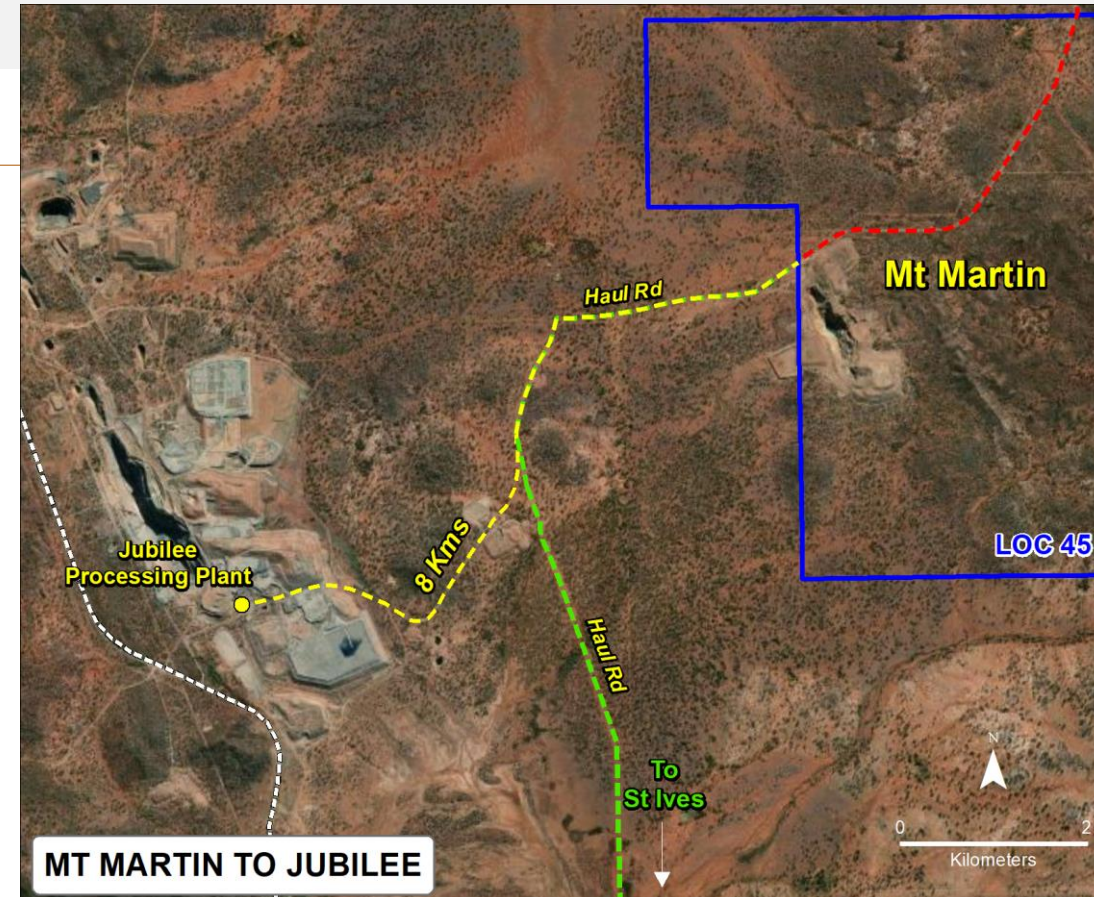 Mt Martin
Haul Rd
LOC 45
8 Kms
Jubilee
Processing Plant
Haul Rd
To
St Ives
N
0 2
Kilometers
MT MARTIN TO JUBILEE